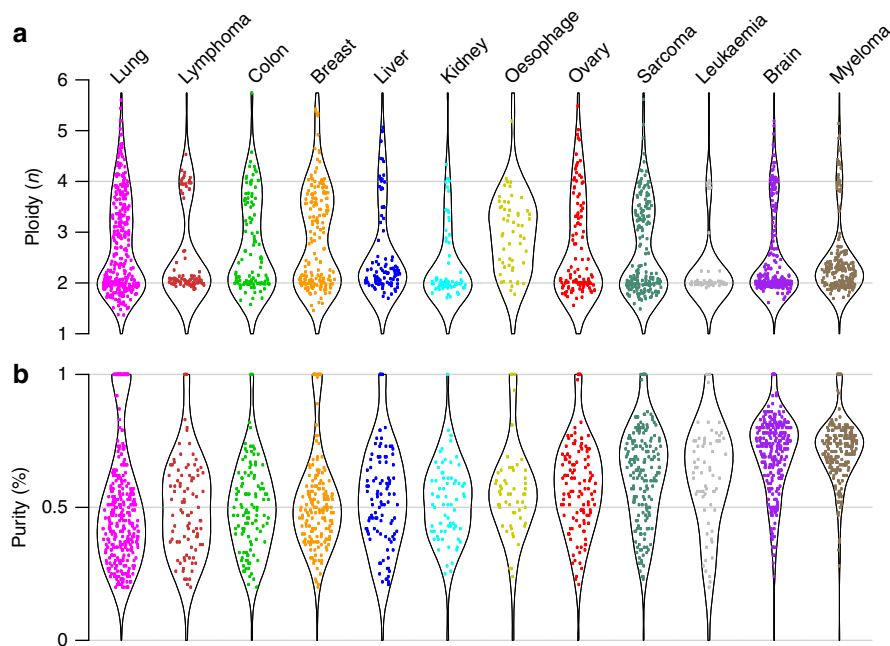 a
Lung
Lymphoma
Colon
Breast
Liver
Kidney
Oesophage
Ovary
Sarcoma
Leukaemia
Brain
Myeloma
6
5
4
3
2
1
Ploidy (n)
b
1
0.5
0
Purity (%)